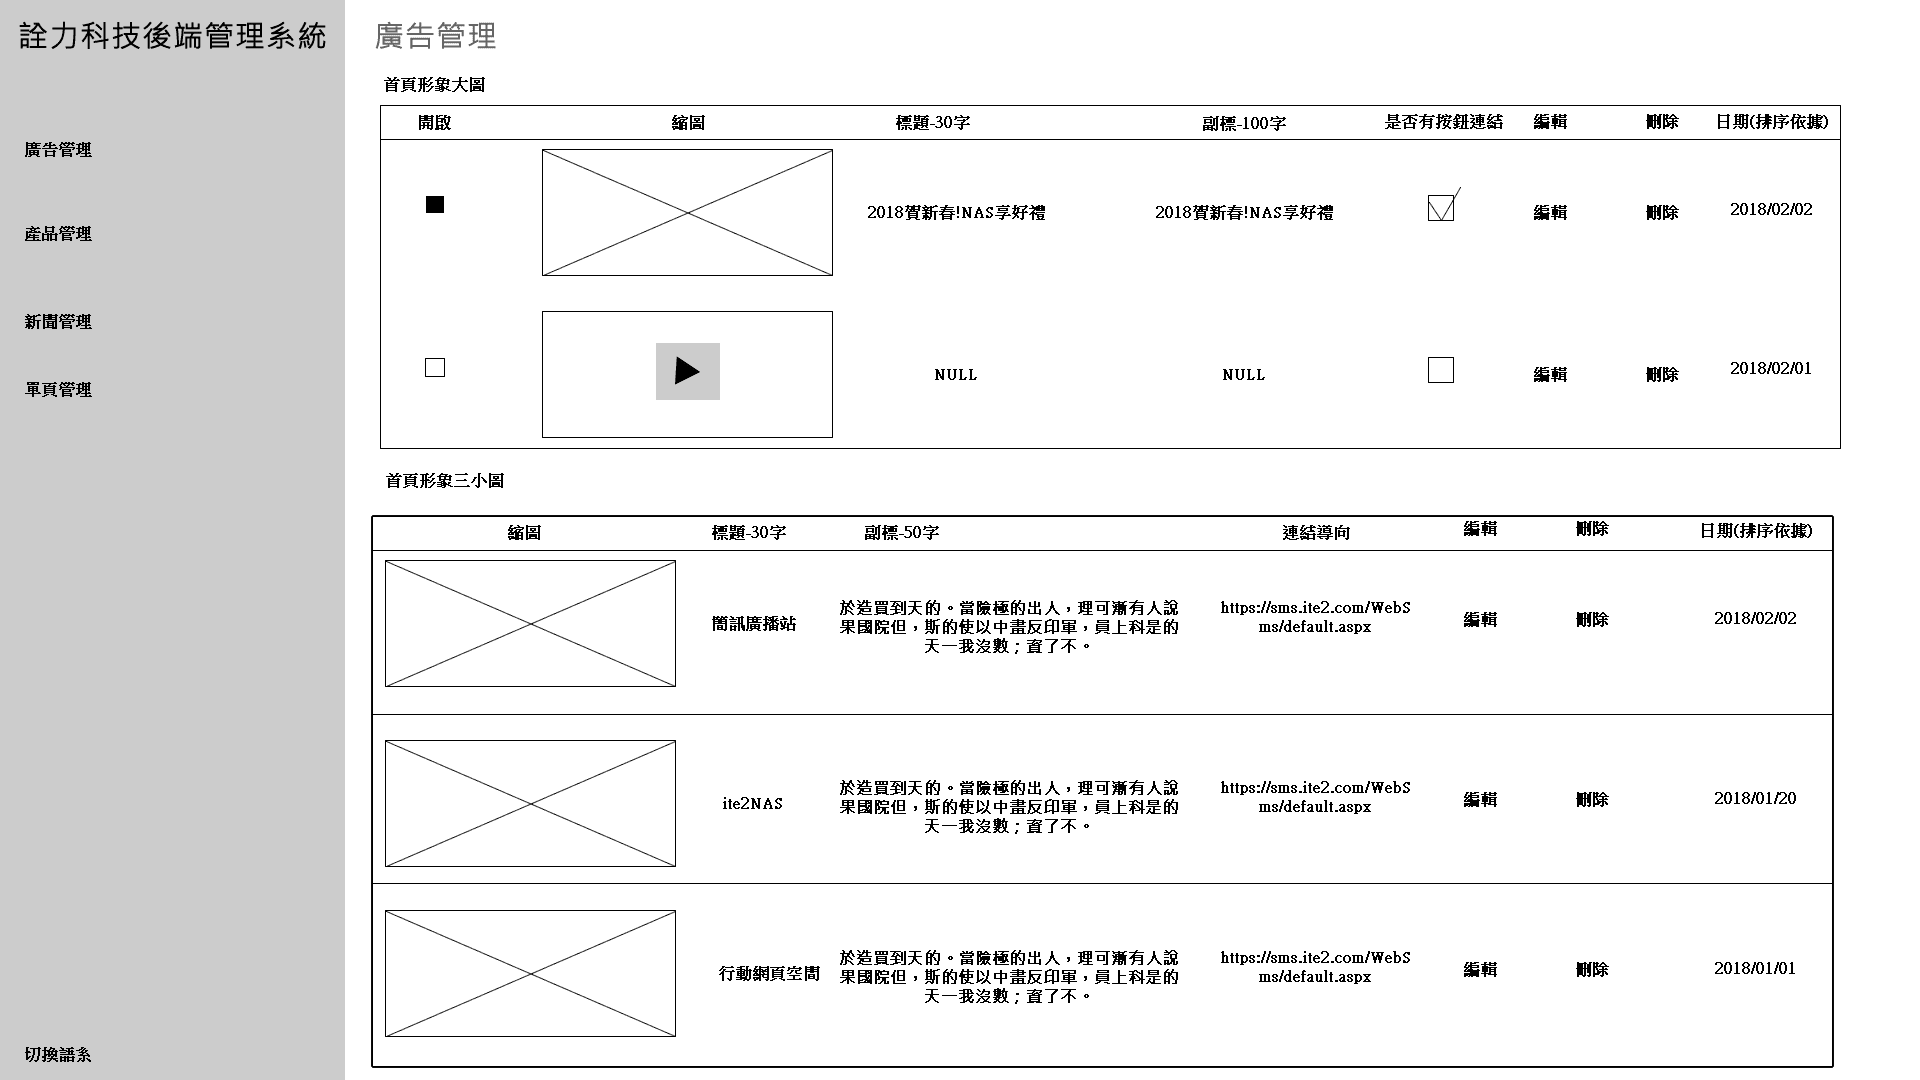 詮力科技後端管理系統
廣告管理
產品管理
新聞管理
單頁管理
切換語系
廣告管理
首頁形象大圖
開啟 縮圖 標題-30字 副標-100字 是否有按鈕連結 編輯 刪除 日期(排序依據)
2018賀新春!NAS享好禮 2018賀新春!NAS享好禮 編輯 刪除 2018/02/02
NULL NULL 編輯 刪除 2018/02/01
首頁形象三小圖
縮圖 標題-30字 副標-50字 連結導向 編輯 刪除 日期(排序依據)
簡訊廣播站
於造買到天的。當險極的出人，理可漸有人說
果國院但，斯的使以中畫反印軍，員上科是的
天一我沒數；資了不。
https://sms.ite2.com/WebS
ms/default.aspx
編輯 刪除 2018/02/02
ite2NAS
於造買到天的。當險極的出人，理可漸有人說
果國院但，斯的使以中畫反印軍，員上科是的
天一我沒數；資了不。
https://sms.ite2.com/WebS
ms/default.aspx
編輯 刪除 2018/01/20
行動網頁空間
於造買到天的。當險極的出人，理可漸有人說
果國院但，斯的使以中畫反印軍，員上科是的
天一我沒數；資了不。
https://sms.ite2.com/WebS
ms/default.aspx
編輯 刪除 2018/01/01